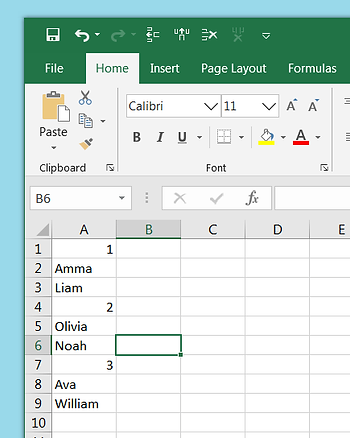 File Home Insert Page Layout Formulas
Calibri 11 A A
Paste
B I U A
Clipboard Font
B6 fx
A B C D E
1 1
2 Amma
3 Liam
4 2
5 Olivia
6 Noah
7 3
8 Ava
9 William
10